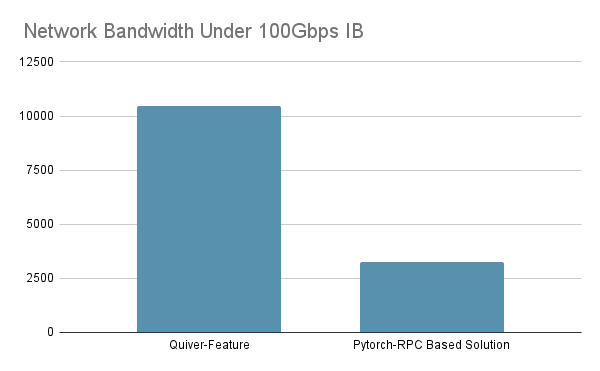 Network Bandwidth Under 100Gbps IB
12500
10000
7500
5000
2500
0
Quiver-Feature
Pytorch-RPC Based Solution